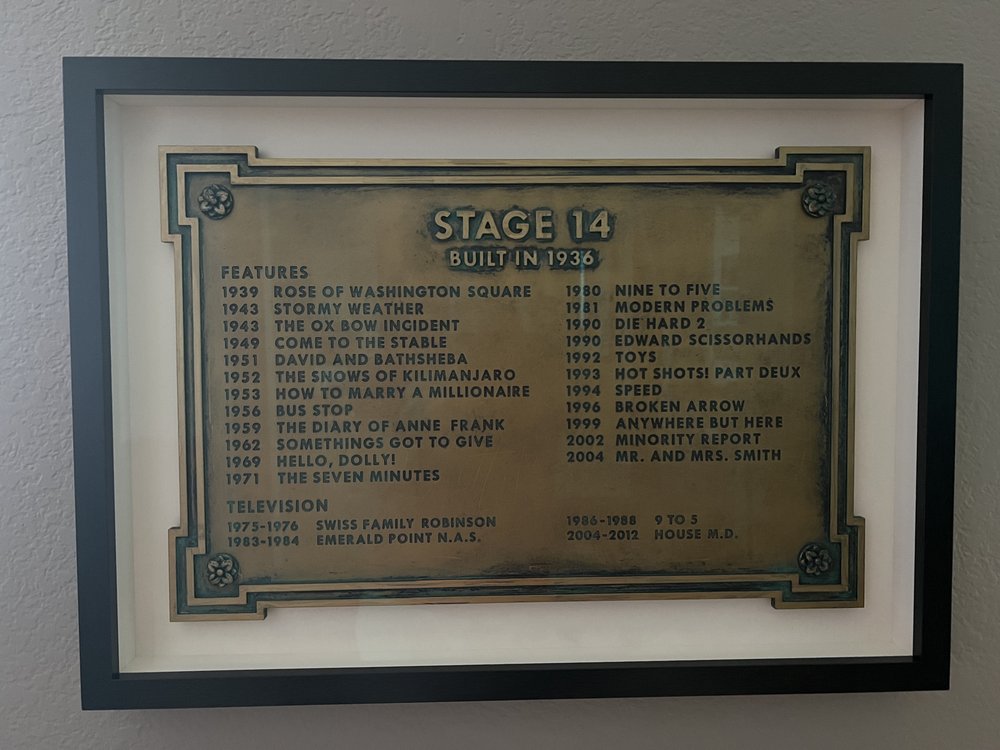 STAGE 14
BUILT IN 1936
FEATURES
1939 ROSE OF WASHINGTON SQUARE
1943 STORMY WEATHER
1943 THE OX BOW INCIDENT
1949 COME TO THE STABLE
1951 DAVID AND BATHSHEBA
1952 THE SNOWS OF KILIMANJARO
1953 HOW TO MARRY A MILLIONAIRE
1956 BUS STOP
1959 THE DIARY OF ANNE FRANK
1962 SOMETHINGS GOT TO GIVE
1969 HELLO, DOLLY!
1971 THE SEVEN MINUTES
1980 NINE TO FIVE
1981 MODERN PROBLEMS
1990 DIE HARD 2
1990 EDWARD SCISSORHANDS
1992 TOYS
1993 HOT SHOTS! PART DEUX
1994 SPEED
1996 BROKEN ARROW
1999 ANYWHERE BUT HERE
2002 MINORITY REPORT
2004 MR. AND MRS. SMITH
TELEVISION
1975-1976 SWISS FAMILY ROBINSON
1983-1984 EMERALD POINT N.A.S.
1986-1988 9 TO 5
2004-2012 HOUSE M.D.